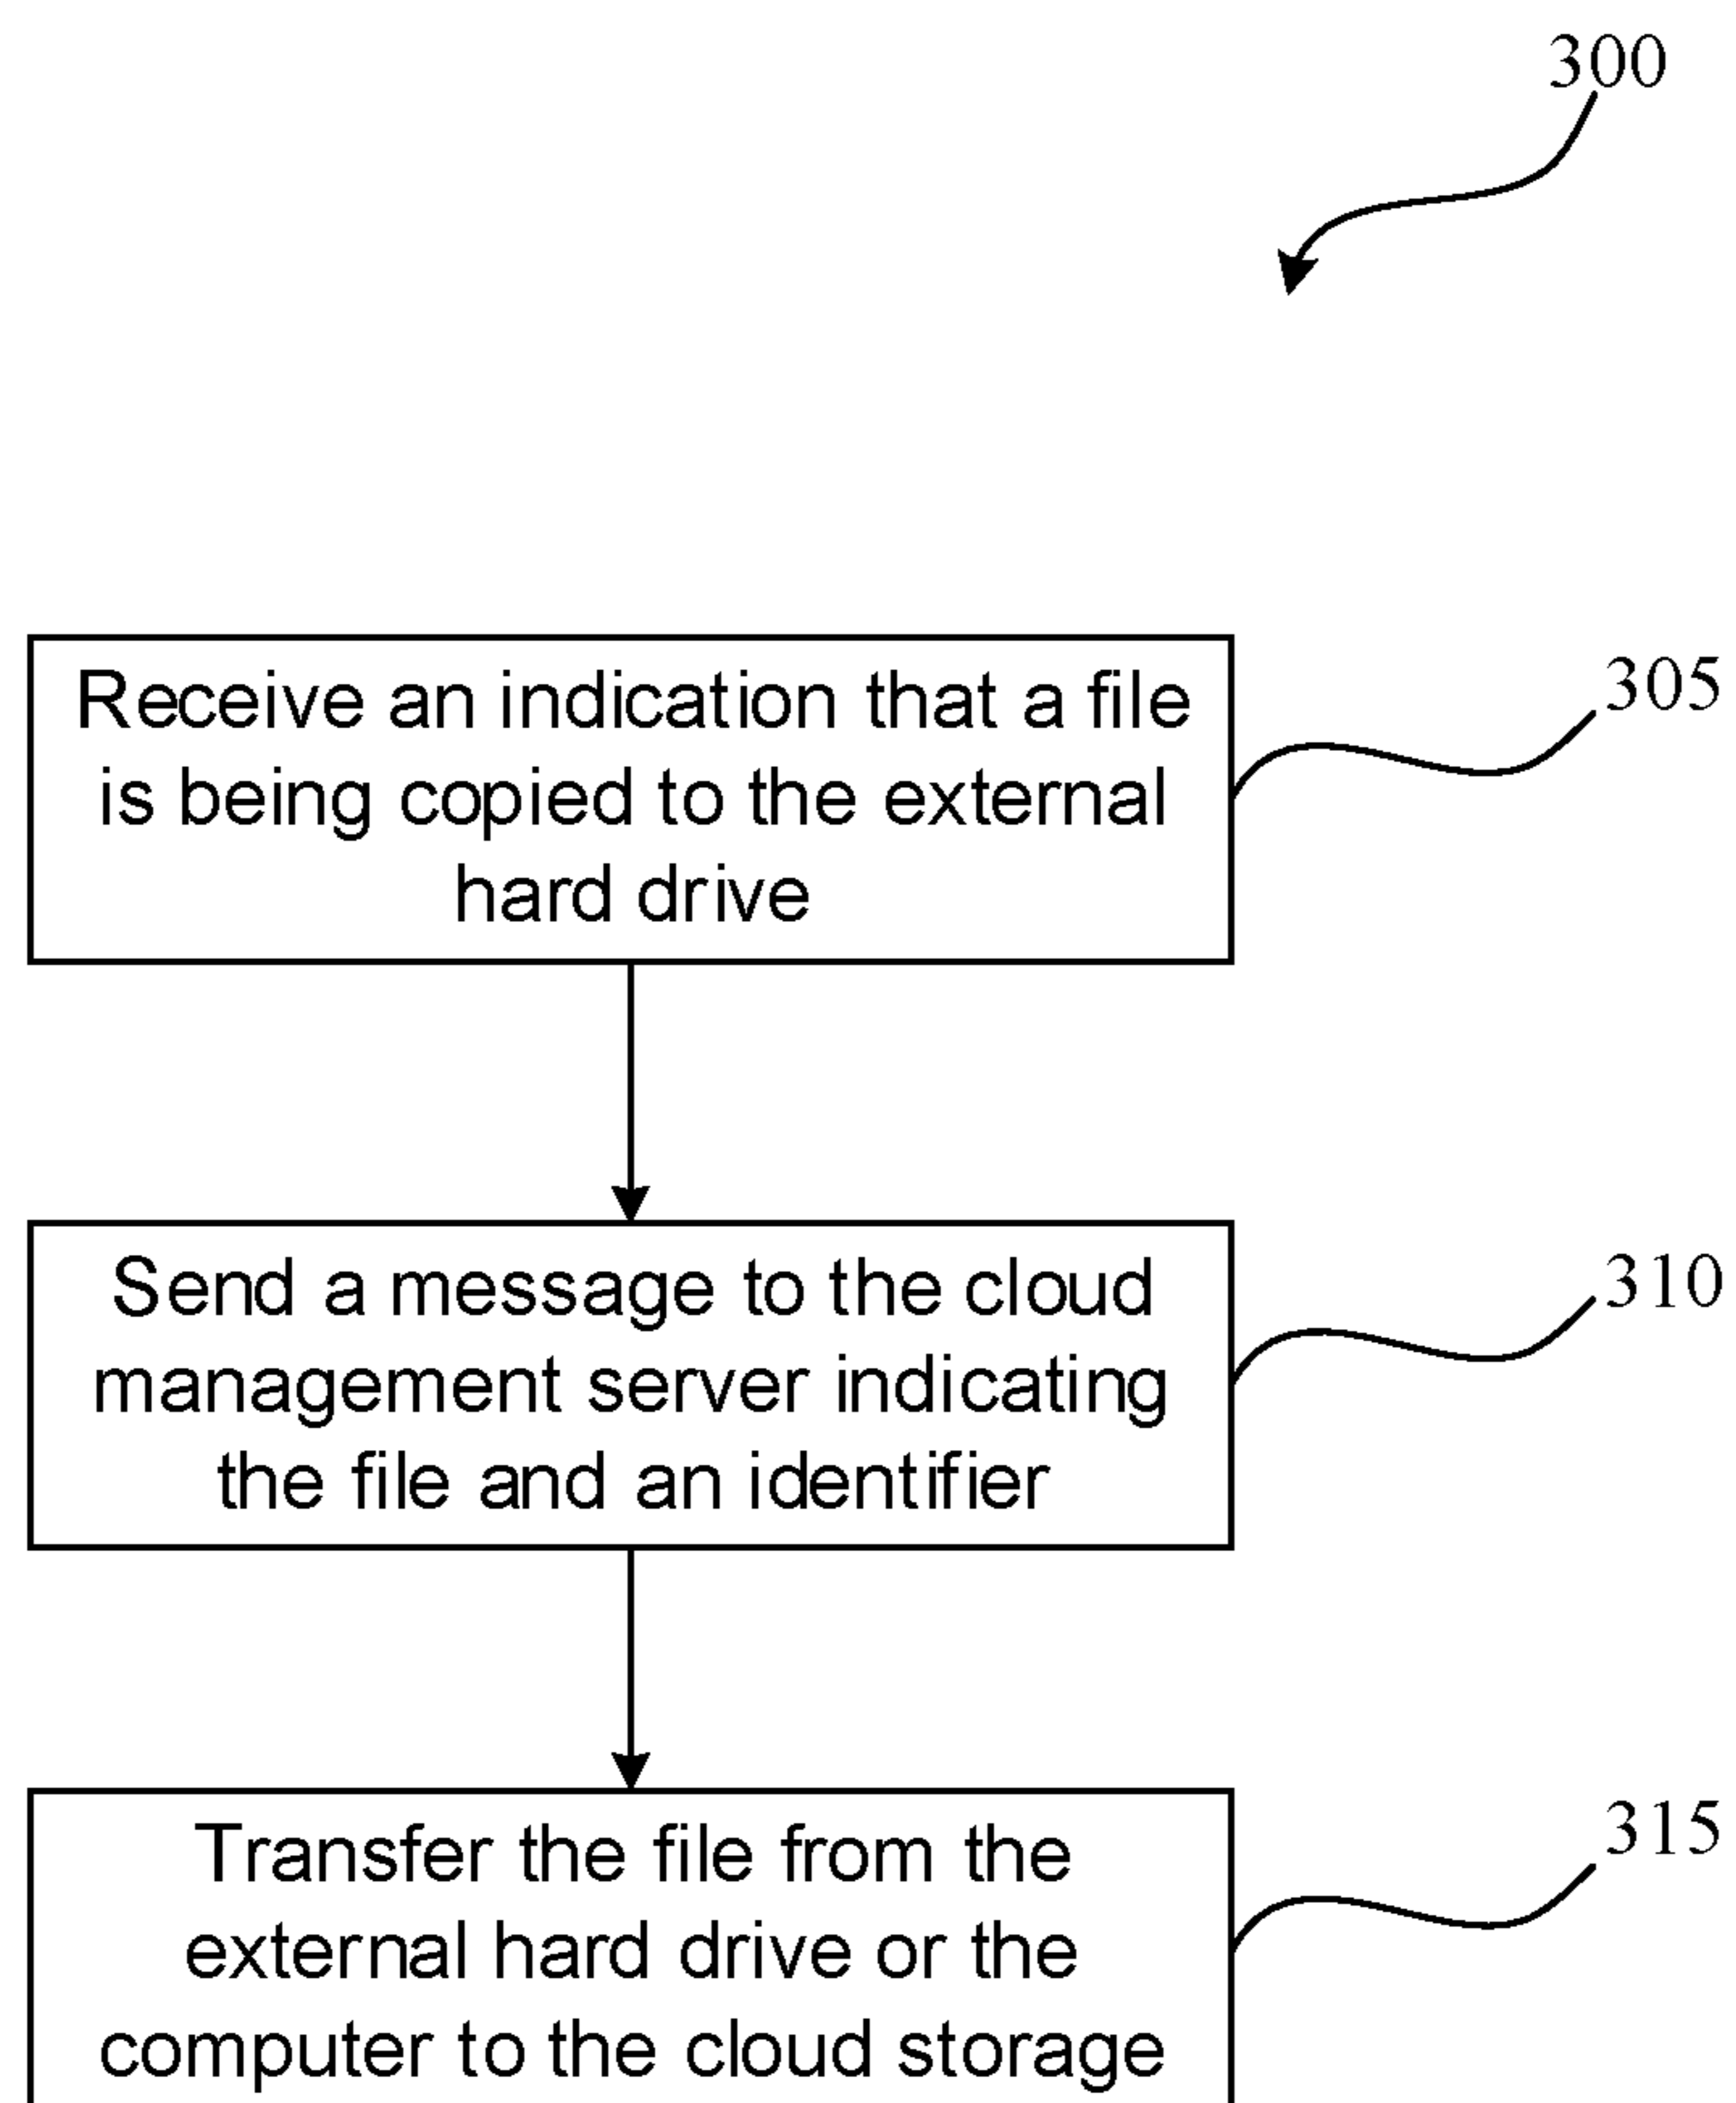 300
Receive an indication that a file
is being copied to the external
hard drive
305
Send a message to the cloud
management server indicating
the file and an identifier
310
Transfer the file from the
external hard drive or the
computer to the cloud storage
315